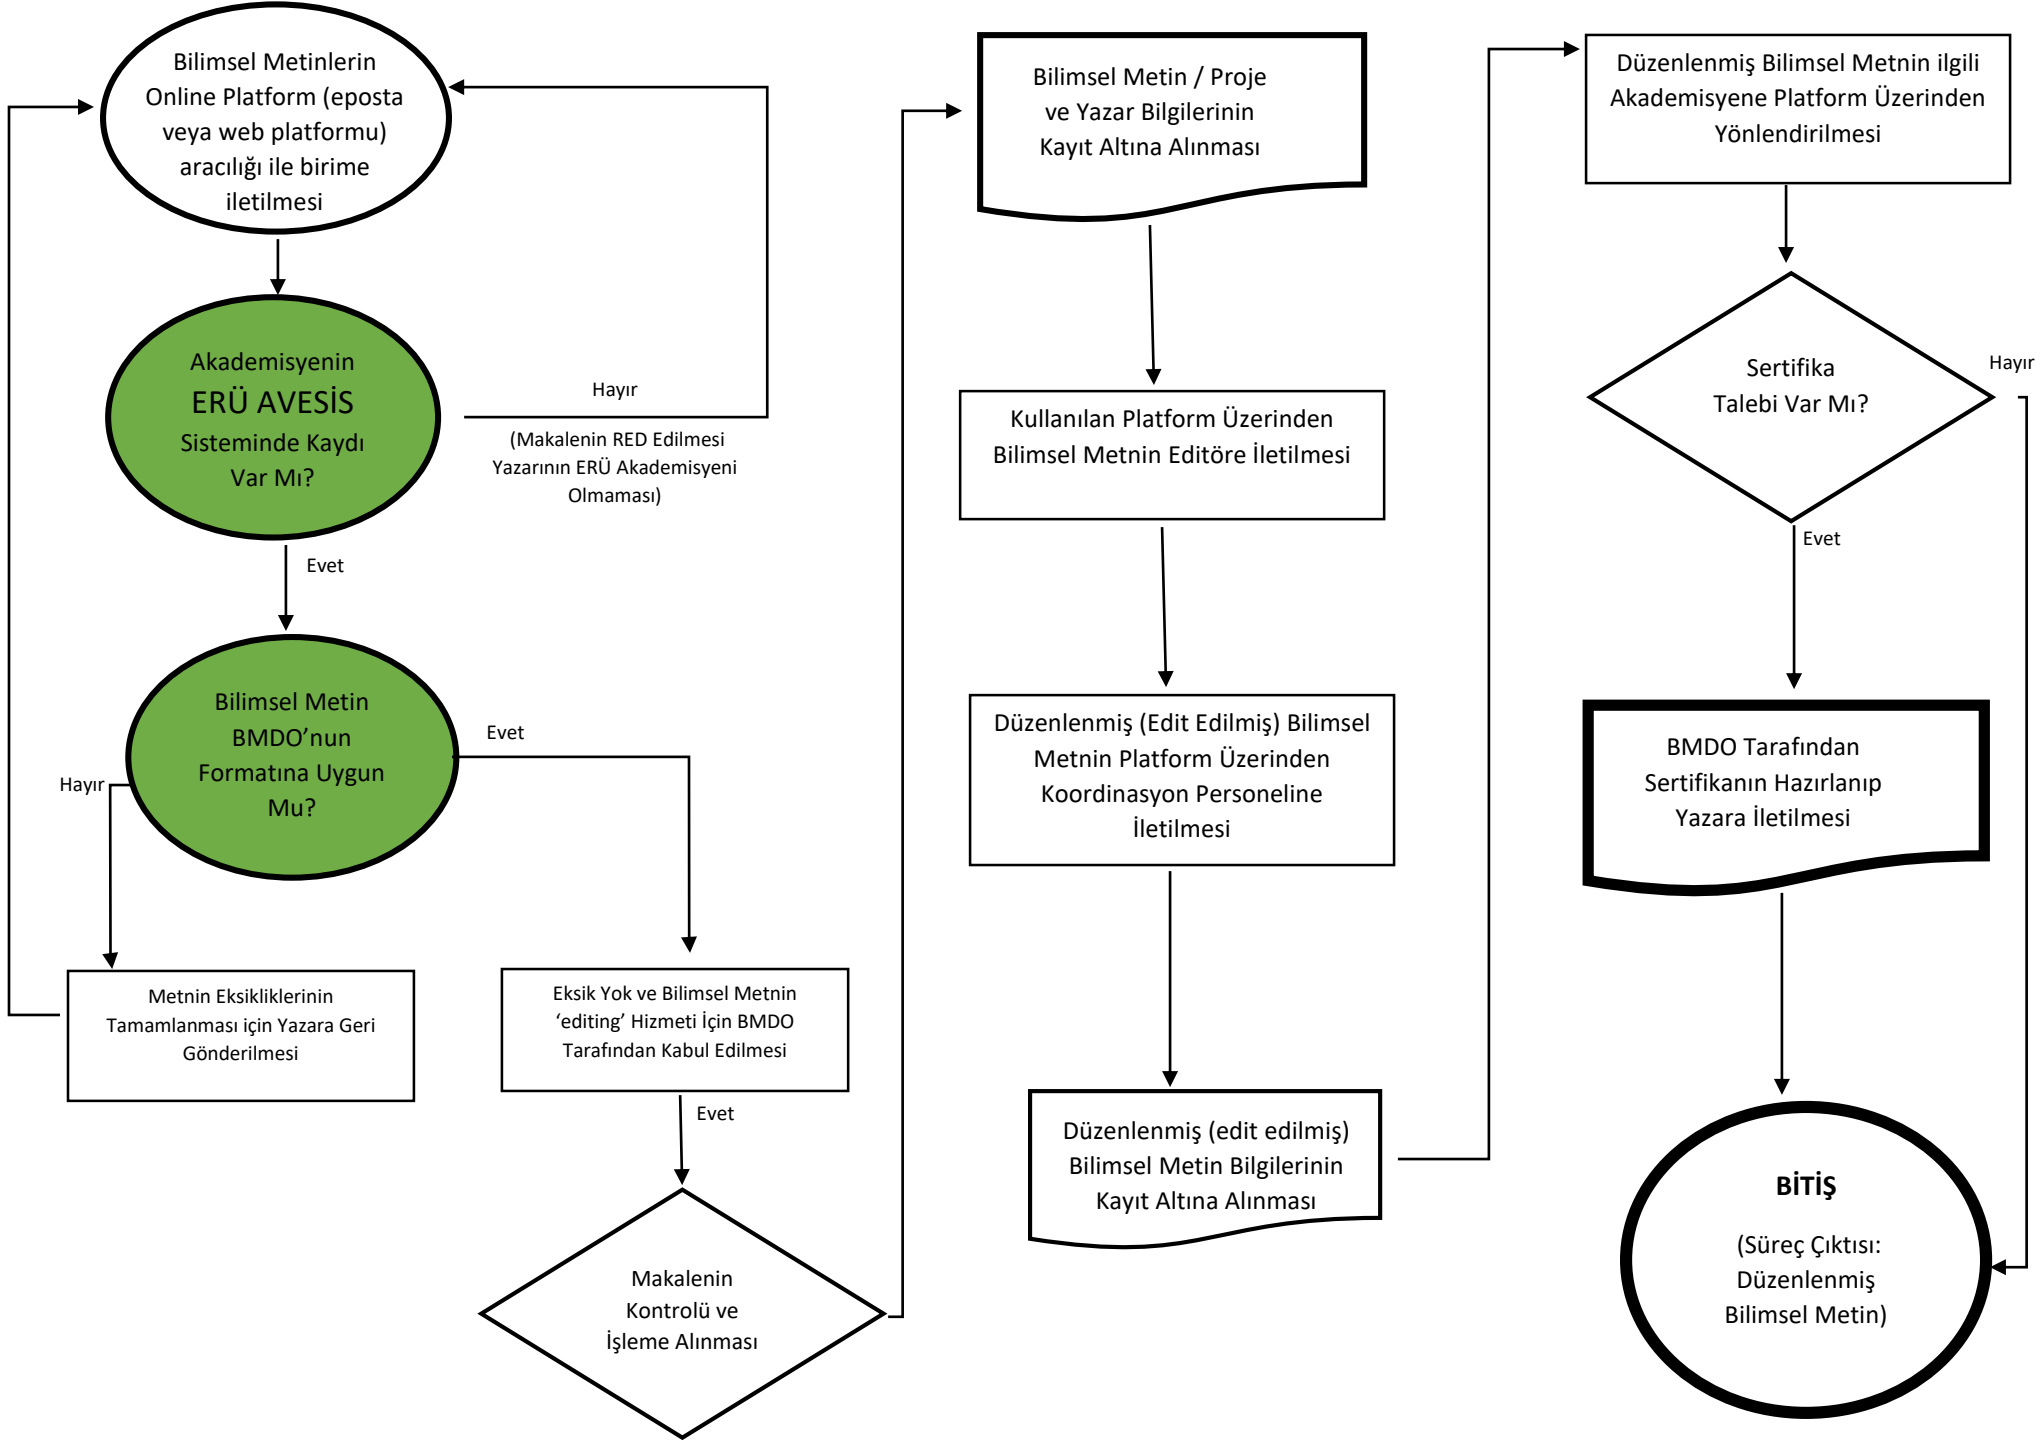 Bilimsel Metinlerin
Online Platform (eposta
veya web platformu)
aracılığı ile birime
iletilmesi
Akademisyenin
ERÜ AVESİS
Sisteminde Kaydı
Var Mı?
Hayır
(Makalenin RED Edilmesi
Yazarının ERÜ Akademisyeni
Olmaması)
Evet
Bilimsel Metin
BMDO’nun
Formatına Uygun
Mu?
Evet
Hayır
Metnin Eksikliklerinin
Tamamlanması için Yazara Geri
Gönderilmesi
Eksik Yok ve Bilimsel Metnin
‘editing’ Hizmeti İçin BMDO
Tarafından Kabul Edilmesi
Evet
Makalenin
Kontrolü ve
İşleme Alınması
Bilimsel Metin / Proje
ve Yazar Bilgilerinin
Kayıt Altına Alınması
Kullanılan Platform Üzerinden
Bilimsel Metnin Editöre İletilmesi
Düzenlenmiş (Edit Edilmiş) Bilimsel
Metnin Platform Üzerinden
Koordinasyon Personeline
İletilmesi
Düzenlenmiş (edit edilmiş)
Bilimsel Metin Bilgilerinin
Kayıt Altına Alınması
Düzenlenmiş Bilimsel Metnin ilgili
Akademisyene Platform Üzerinden
Yönlendirilmesi
Sertifika
Talebi Var Mı?
Hayır
Evet
BMDO Tarafından
Sertifikanın Hazırlanıp
Yazara İletilmesi
BİTİŞ
(Süreç Çıktısı:
Düzenlenmiş
Bilimsel Metin)